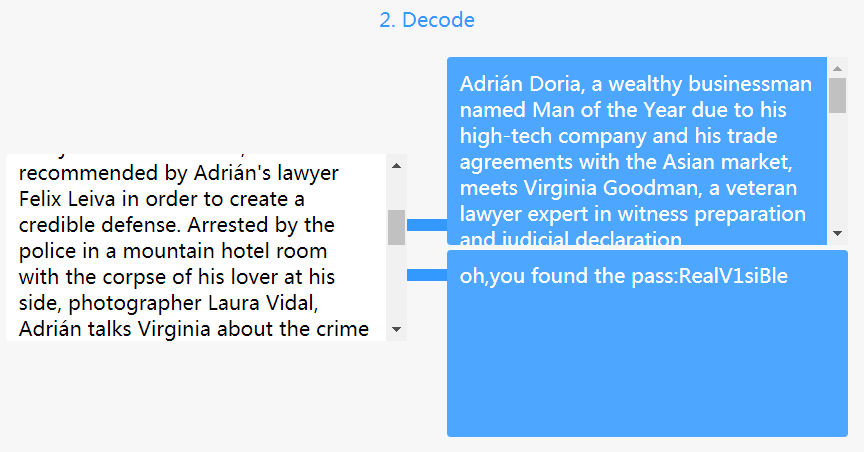 2. Decode
recommended by Adrián's lawyer
Felix Leiva in order to create a
credible defense. Arrested by the
police in a mountain hotel room
with the corpse of his lover at his
side, photographer Laura Vidal,
Adrián talks Virginia about the crime
Adrián Doria, a wealthy businessman
named Man of the Year due to his
high-tech company and his trade
agreements with the Asian market,
meets Virginia Goodman, a veteran
lawyer expert in witness preparation
and judicial declaration
oh,you found the pass:RealV1siBle